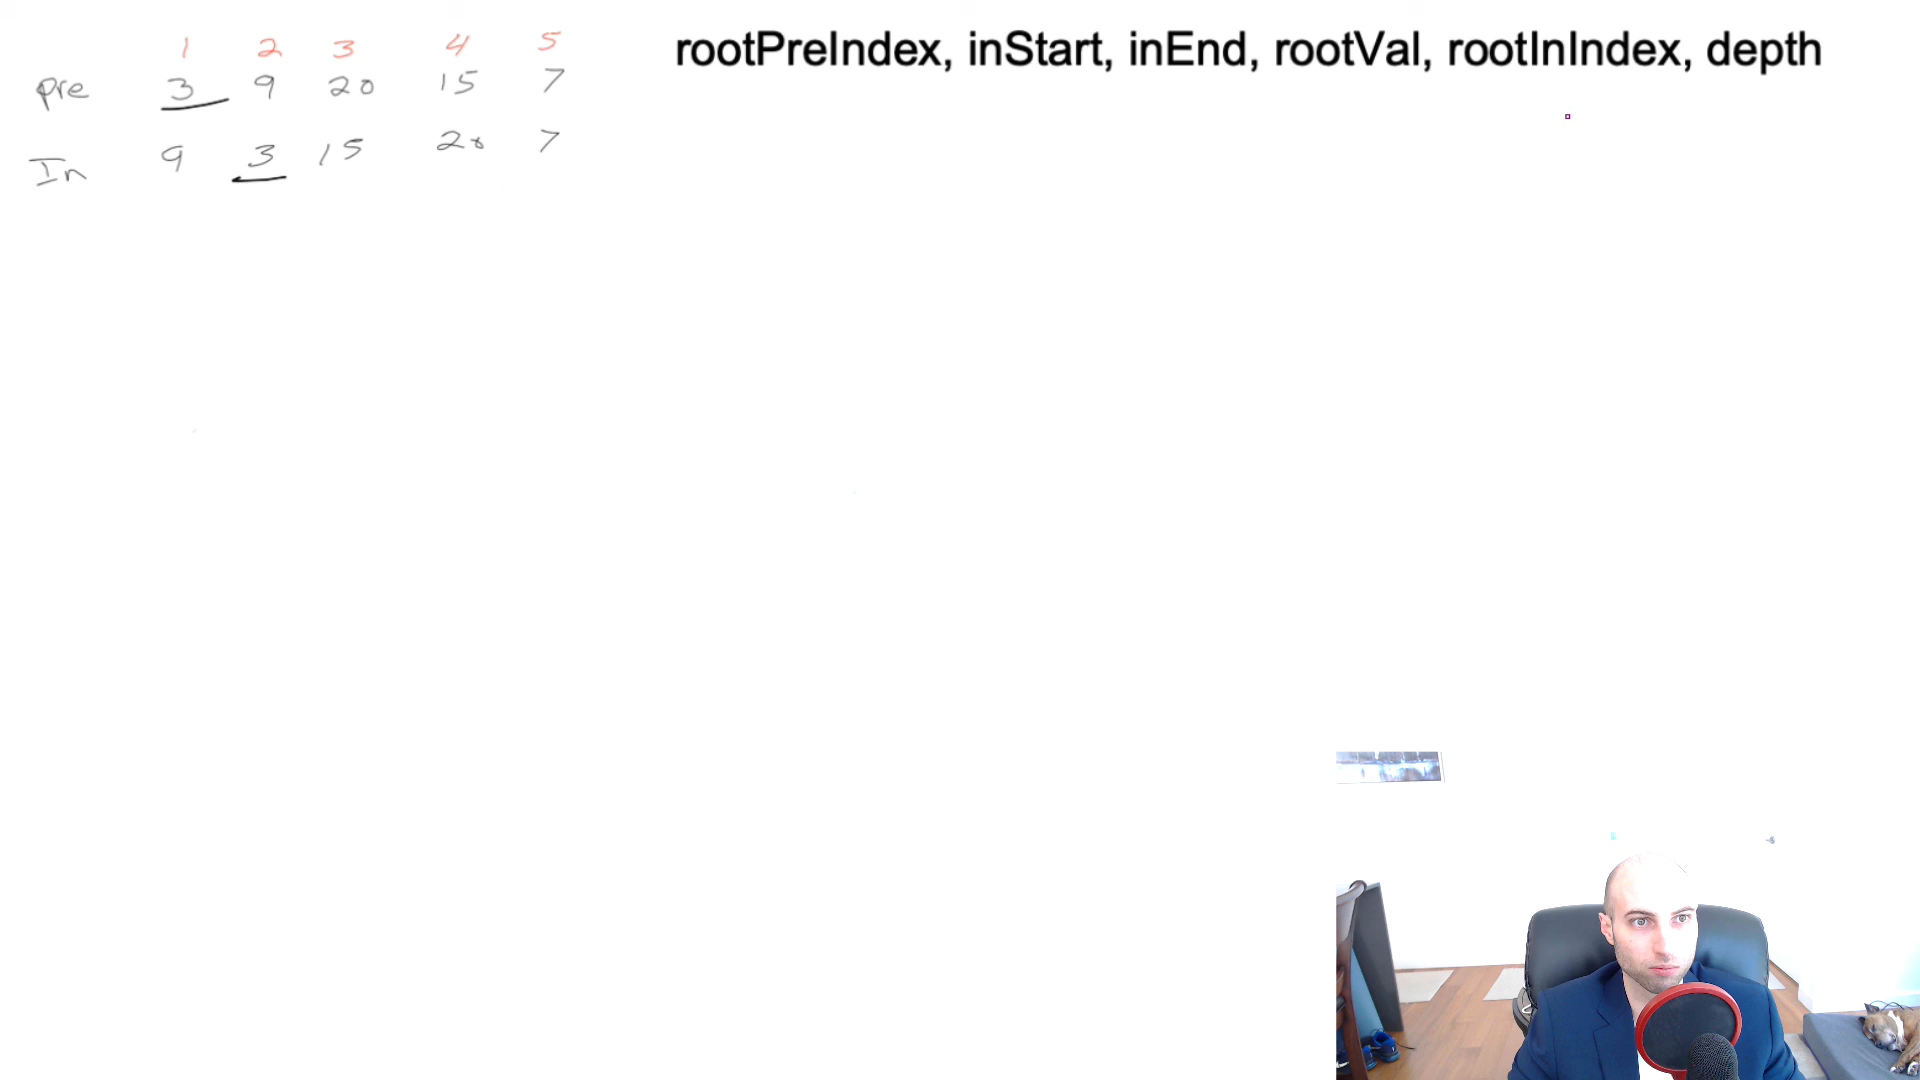 1 2 3 4 5
pre 3 9 20 15 7
In 9 3 15 20 7
rootPreIndex, inStart, inEnd, rootVal, rootInIndex, depth